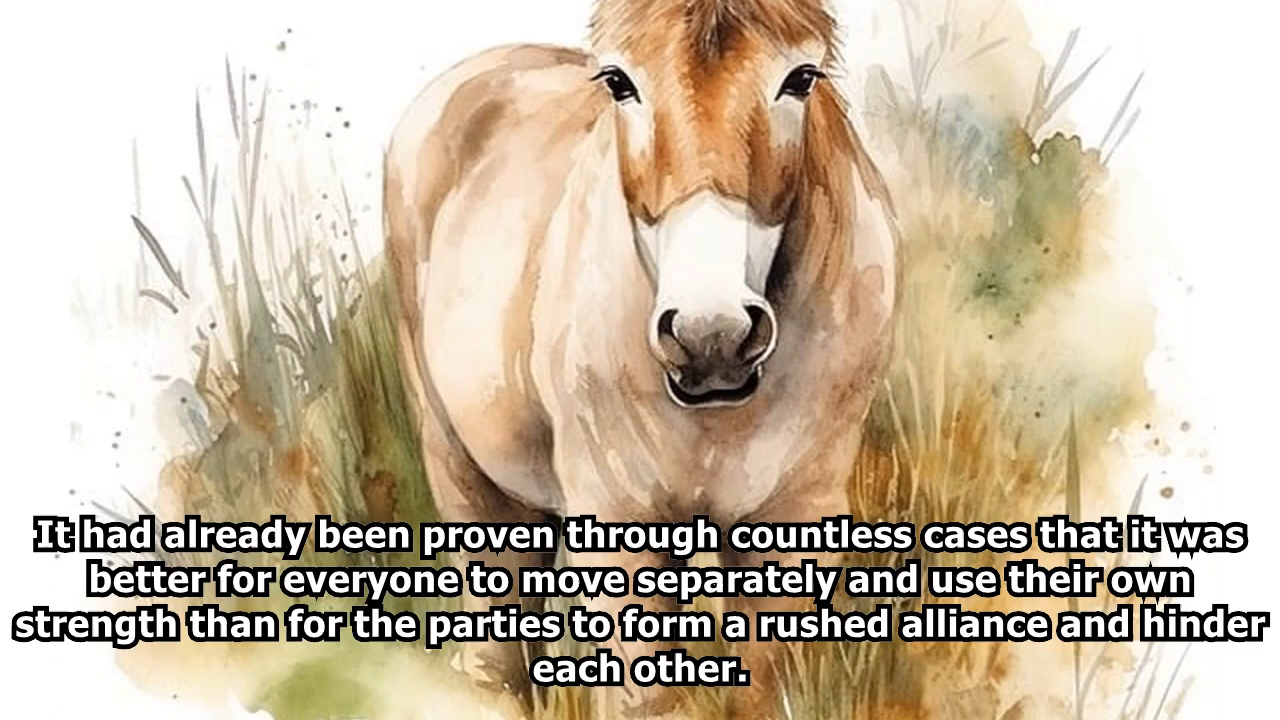 It had already been proven through countless cases that it was
better for everyone to move separately and use their own
strength than for the parties to form a rushed alliance and hinder
each other.